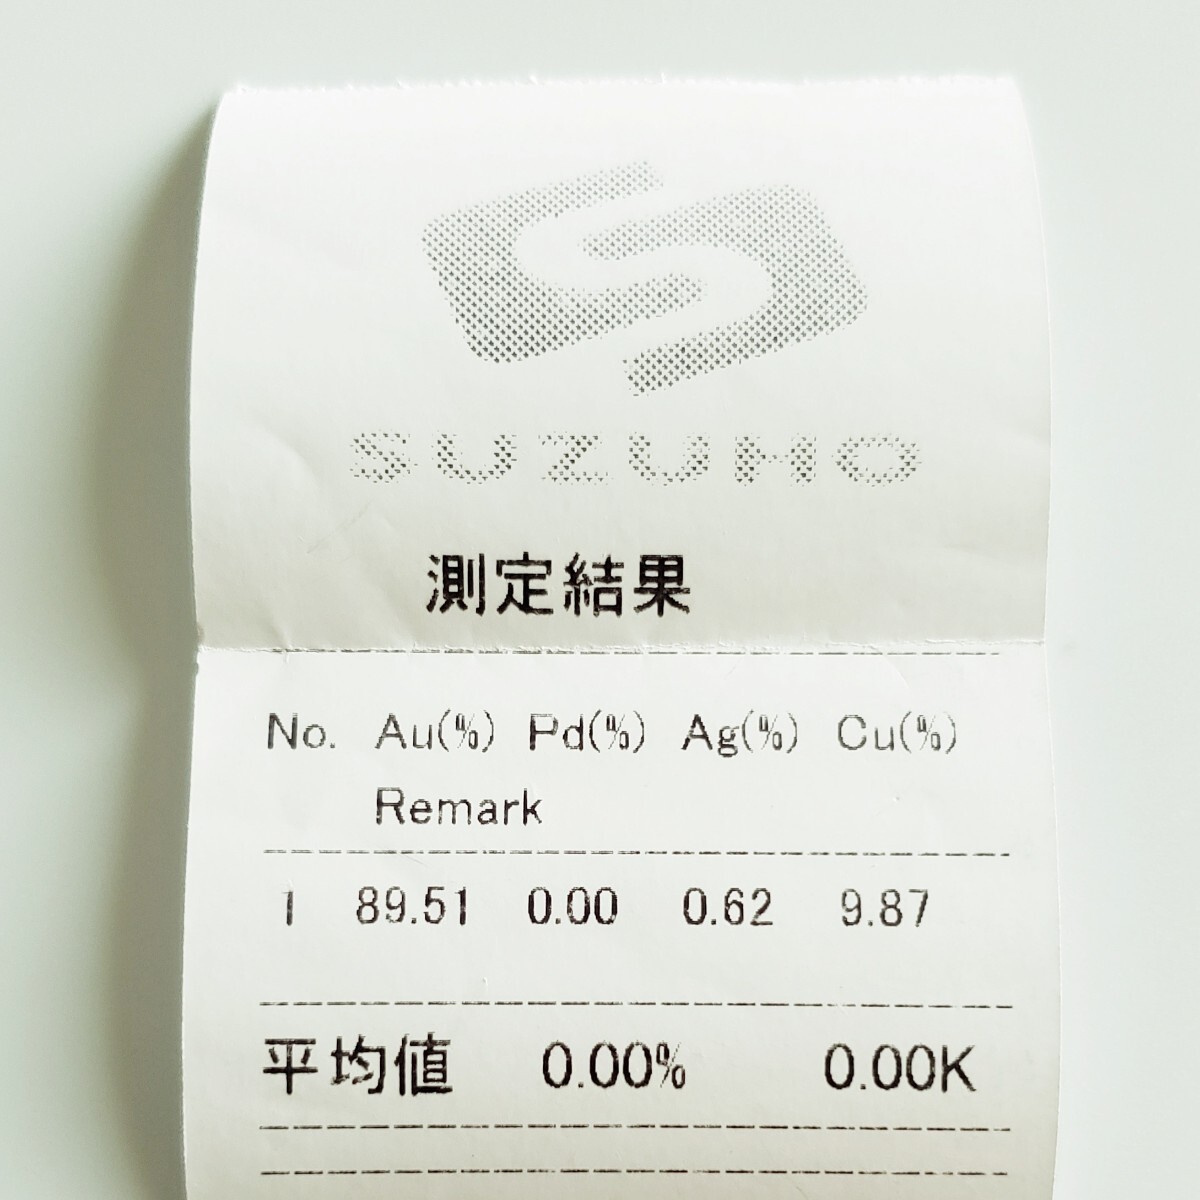 SUZUHO
測定結果
No. Au(%) Pd(%) Ag(%) Cu(%)
Remark
1 89.51 0.00 0.62 9.87
平均値 0.00% 0.00K